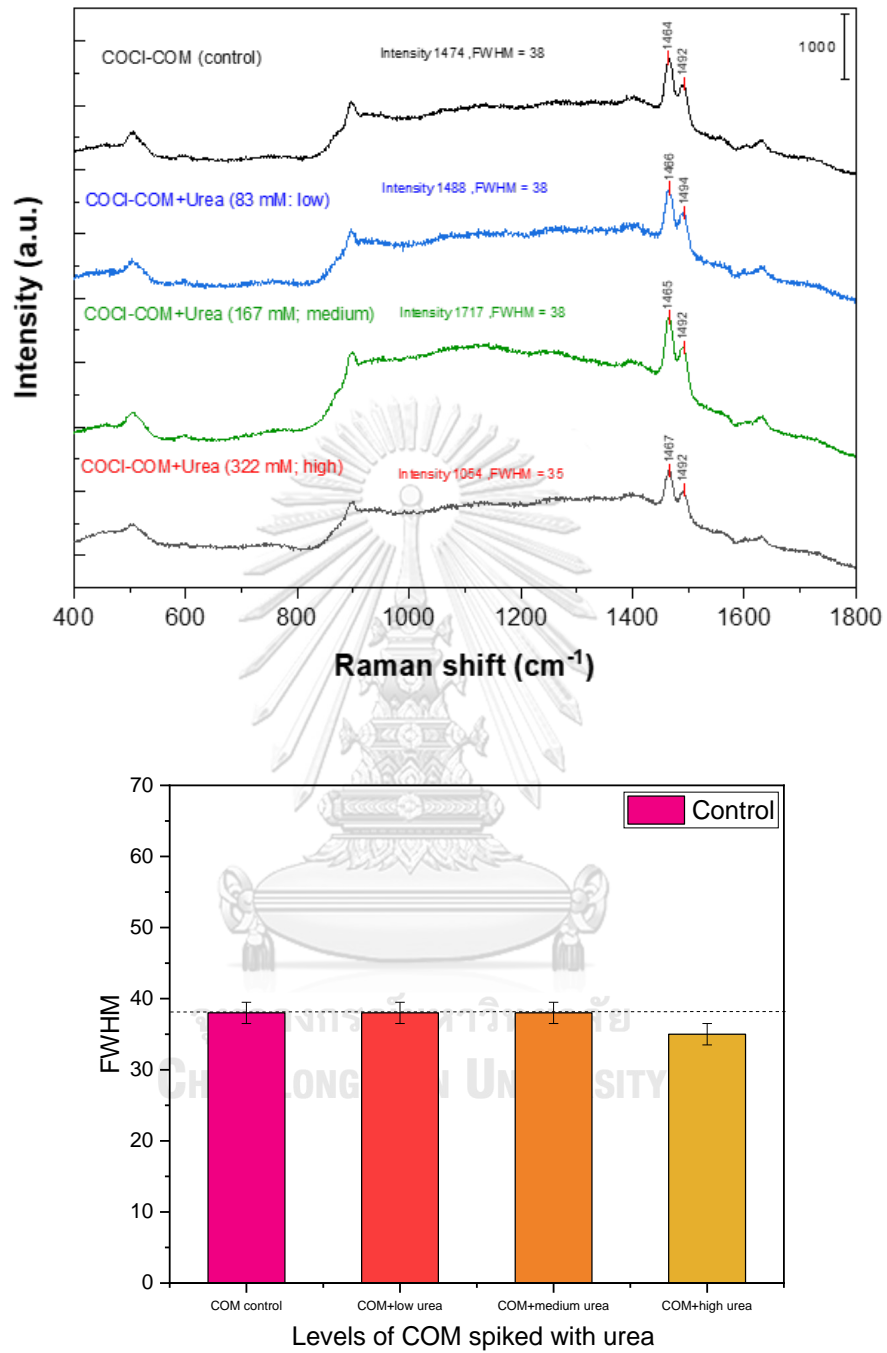 COCI-COM (control)
Intensity 1474 ,FWHM = 38
1464
1492
1000
COCI-COM+Urea (83 mM: low)
Intensity 1488 ,FWHM = 38
1466
1494
COCI-COM+Urea (167 mM; medium)
Intensity 1717 ,FWHM = 38
1465
1492
COCI-COM+Urea (322 mM; high)
Intensity 1054 ,FWHM = 35
1467
1492
Intensity (a.u.)
400 600 800 1000 1200 1400 1600 1800
Raman shift (cm⁻¹)
70
Control
60
50
40
30
20
10
0
FWHM
COM control COM+low urea COM+medium urea COM+high urea
Levels of COM spiked with urea